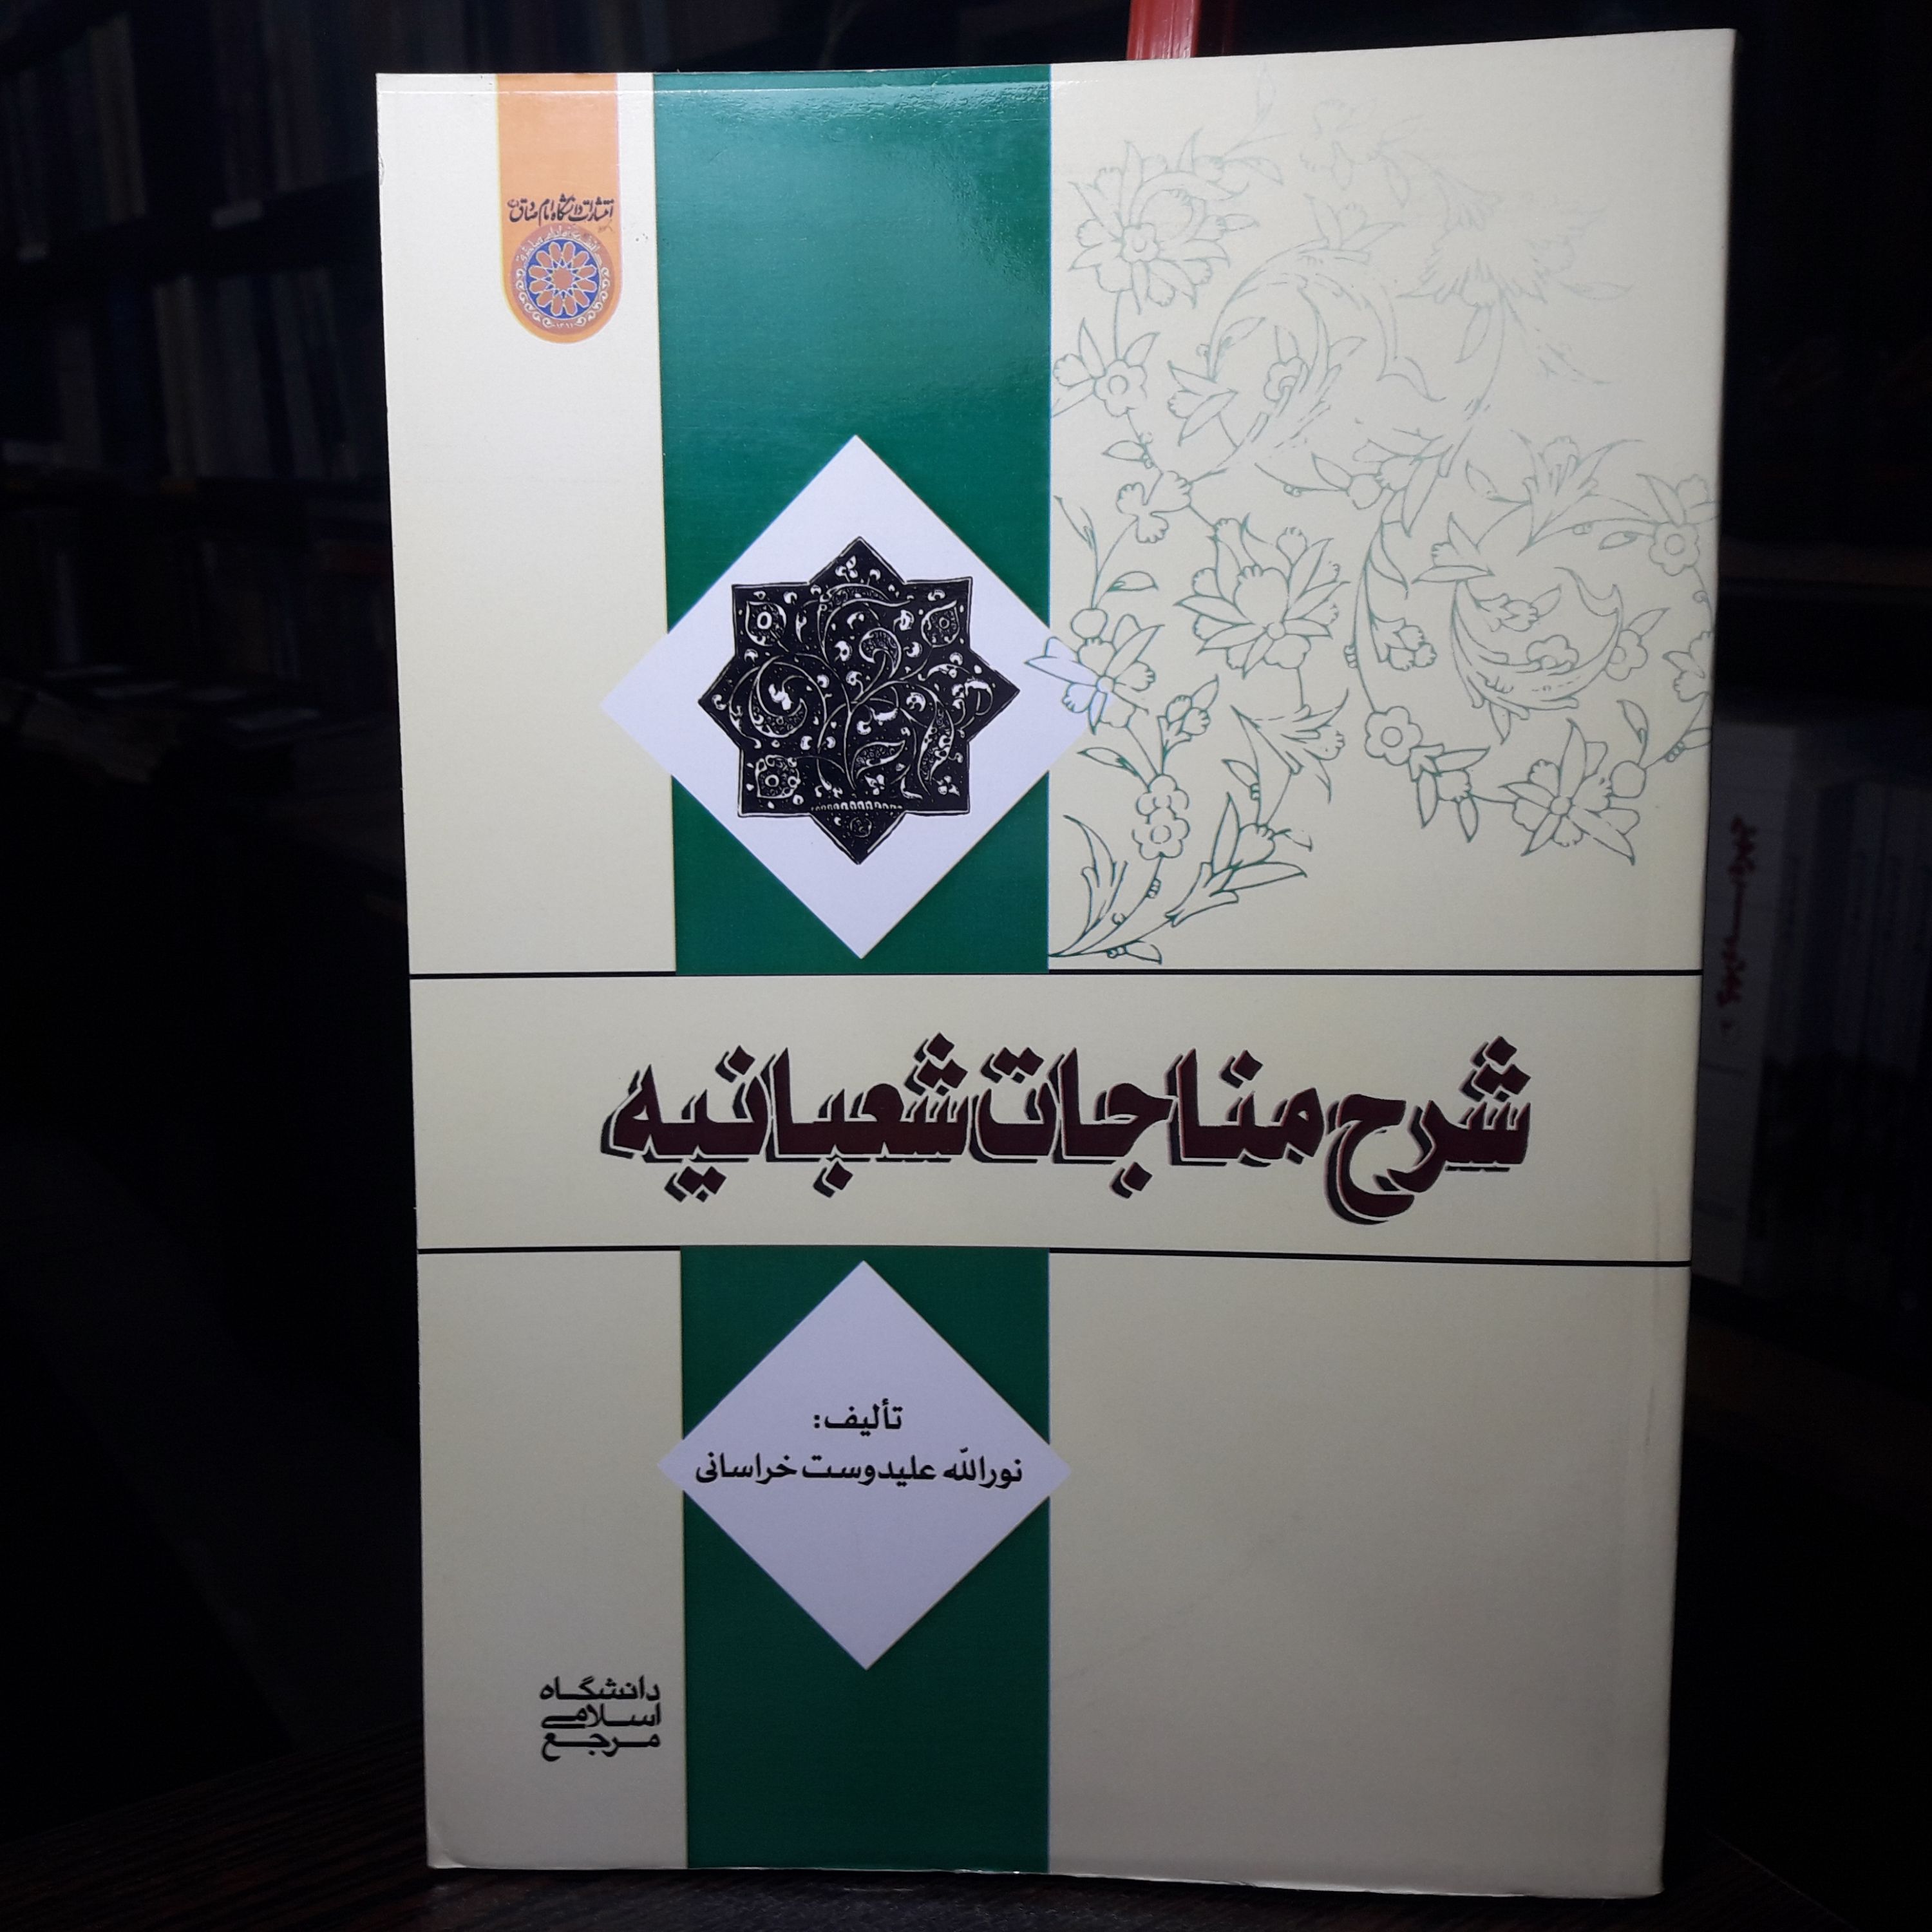 انتشارات دانشگاه امام صادق
شرح مناجات شعبانیه
تألیف:
نورالله علیدوست خراسانی
دانشگاه
اسلامی
مرجع